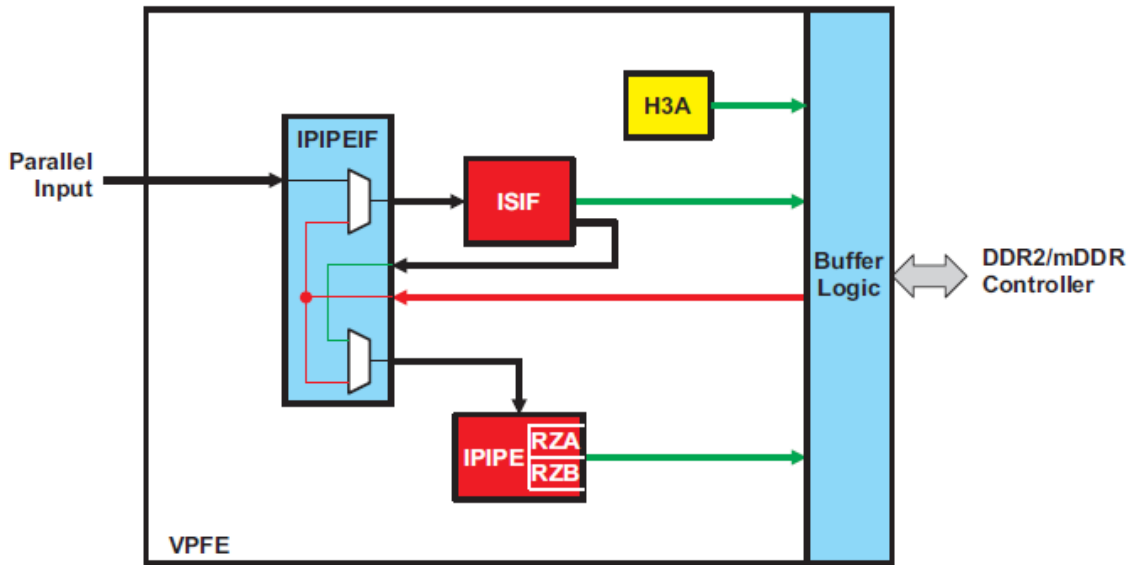 H3A
IPIPEIF
Parallel
Input
ISIF
Buffer
Logic
DDR2/mDDR
Controller
IPIPE
RZA
RZB
VPFE